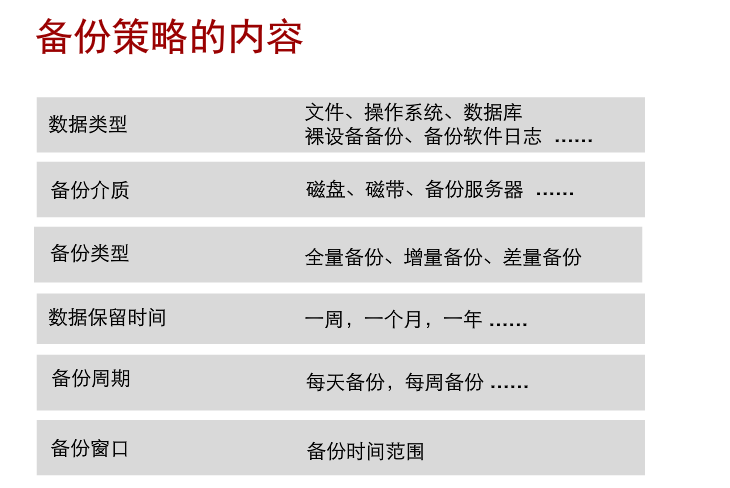 备份策略的内容
数据类型
文件、操作系统、数据库
裸设备备份、备份软件日志 ......
备份介质
磁盘、磁带、备份服务器 ......
备份类型
全量备份、增量备份、差量备份
数据保留时间
一周，一个月，一年 ......
备份周期
每天备份，每周备份 ......
备份窗口
备份时间范围